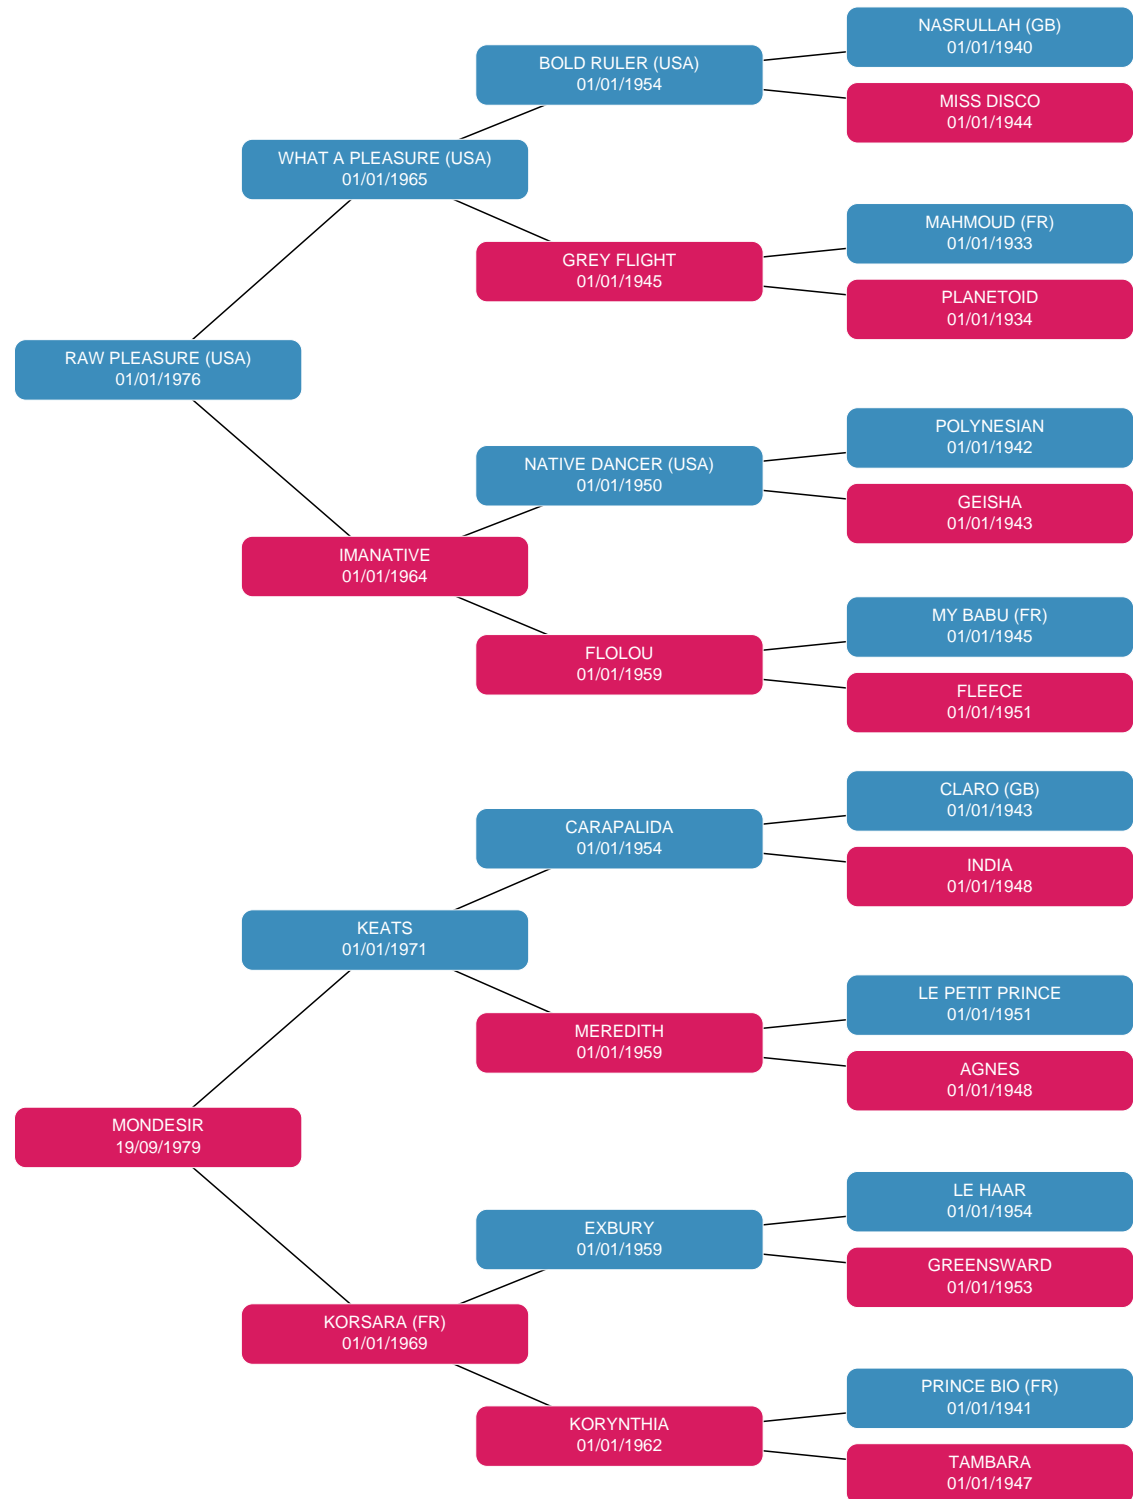 NASRULLAH (GB)
01/01/1940
BOLD RULER (USA)
01/01/1954
MISS DISCO
01/01/1944
WHAT A PLEASURE (USA)
01/01/1965
MAHMOUD (FR)
01/01/1933
GREY FLIGHT
01/01/1945
PLANETOID
01/01/1934
RAW PLEASURE (USA)
01/01/1976
POLYNESIAN
01/01/1942
NATIVE DANCER (USA)
01/01/1950
GEISHA
01/01/1943
IMANATIVE
01/01/1964
MY BABU (FR)
01/01/1945
FLOLOU
01/01/1959
FLEECE
01/01/1951
CLARO (GB)
01/01/1943
CARAPALIDA
01/01/1954
INDIA
01/01/1948
KEATS
01/01/1971
LE PETIT PRINCE
01/01/1951
MEREDITH
01/01/1959
AGNES
01/01/1948
MONDESIR
19/09/1979
LE HAAR
01/01/1954
EXBURY
01/01/1959
GREENSWARD
01/01/1953
KORSARA (FR)
01/01/1969
PRINCE BIO (FR)
01/01/1941
KORYNTHIA
01/01/1962
TAMBARA
01/01/1947